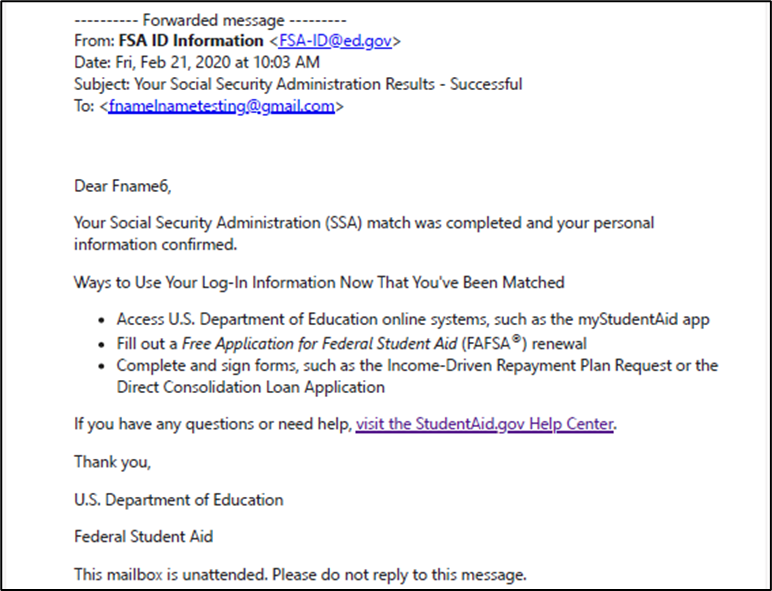 ---------- Forwarded message ---------
From: FSA ID Information <FSA-ID@ed.gov>
Date: Fri, Feb 21, 2020 at 10:03 AM
Subject: Your Social Security Administration Results - Successful
To: <fnamelnametesting@gmail.com>
Dear Fname6,
Your Social Security Administration (SSA) match was completed and your personal
information confirmed.
Ways to Use Your Log-In Information Now That You've Been Matched
• Access U.S. Department of Education online systems, such as the myStudentAid app
• Fill out a Free Application for Federal Student Aid (FAFSA®) renewal
• Complete and sign forms, such as the Income-Driven Repayment Plan Request or the
Direct Consolidation Loan Application
If you have any questions or need help, visit the StudentAid.gov Help Center.
Thank you,
U.S. Department of Education
Federal Student Aid
This mailbox is unattended. Please do not reply to this message.